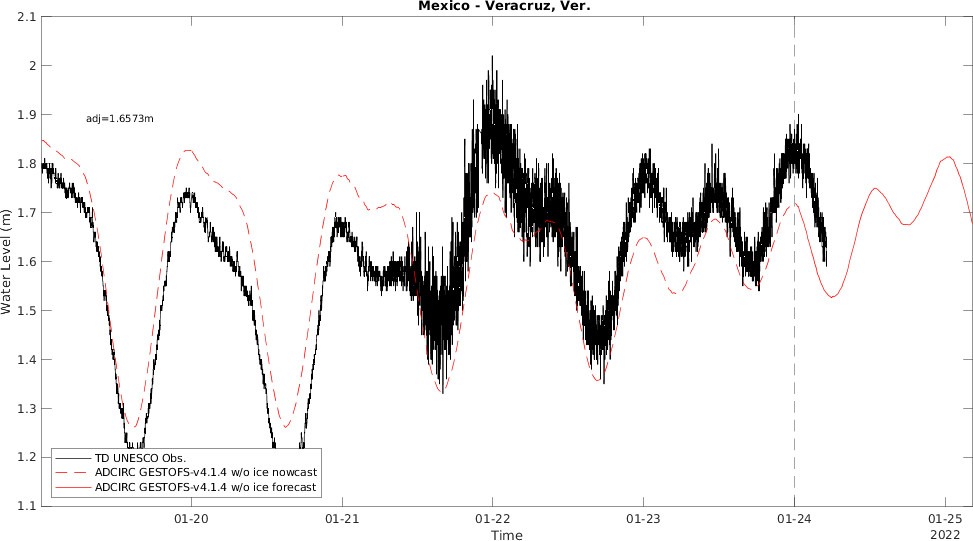 Mexico - Veracruz, Ver.
2.1
2
1.9
1.8
1.7
1.6
1.5
1.4
1.3
1.2
1.1
Water Level (m)
adj=1.6573m
TD UNESCO Obs.
ADCIRC GESTOFS-v4.1.4 w/o ice nowcast
ADCIRC GESTOFS-v4.1.4 w/o ice forecast
01-20
01-21
01-22
01-23
01-24
01-25
Time
2022